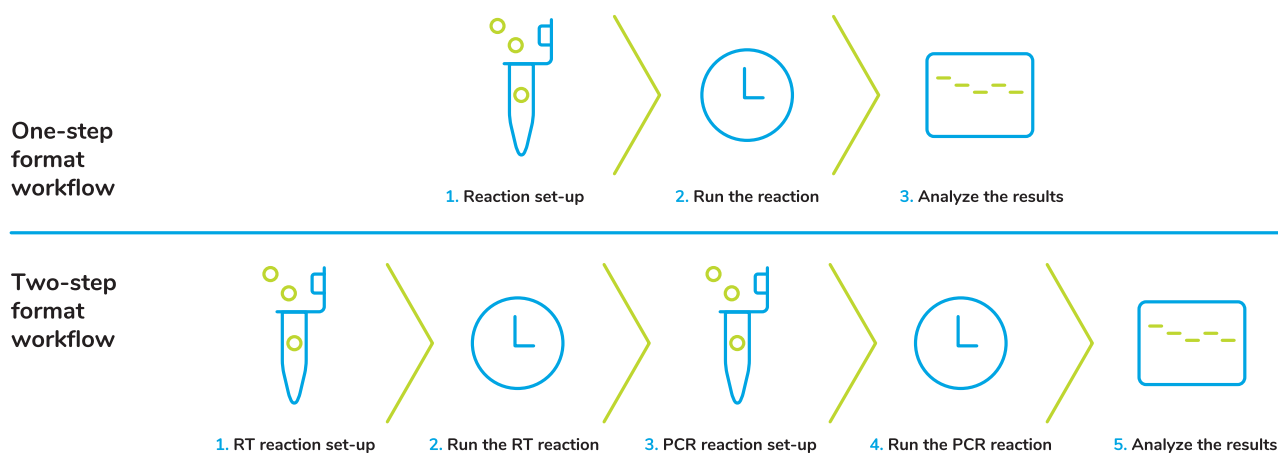 One-step
format
workflow
1. Reaction set-up
2. Run the reaction
3. Analyze the results
Two-step
format
workflow
1. RT reaction set-up
2. Run the RT reaction
3. PCR reaction set-up
4. Run the PCR reaction
5. Analyze the results